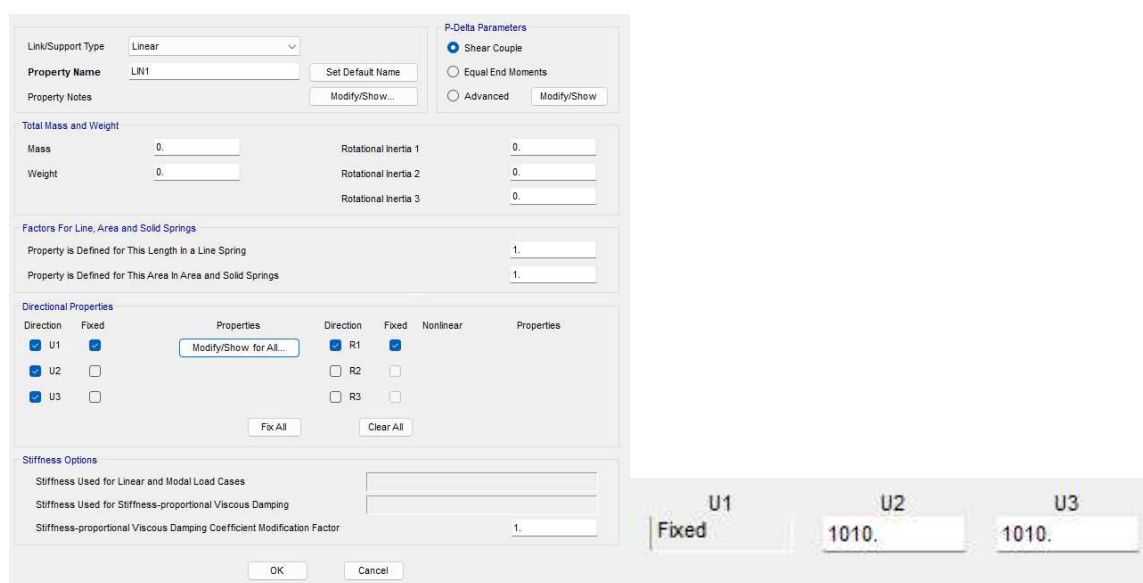 P-Delta Parameters
Link/Support Type Linear
Shear Couple
Property Name LIN1 Set Default Name
Equal End Moments
Property Notes Modify/Show...
Advanced Modify/Show
Total Mass and Weight
Mass 0. Rotational Inertia 1 0.
Weight 0. Rotational Inertia 2 0.
Rotational Inertia 3 0.
Factors For Line, Area and Solid Springs
Property is Defined for This Length In a Line Spring 1.
Property is Defined for This Area In Area and Solid Springs 1.
Directional Properties
Direction Fixed Properties Direction Fixed Nonlinear Properties
U1 Modify/Show for All... R1
U2 R2
U3 R3
Fix All Clear All
Stiffness Options
Stiffness Used for Linear and Modal Load Cases
Stiffness Used for Stiffness-proportional Viscous Damping
Stiffness-proportional Viscous Damping Coefficient Modification Factor 1.
OK Cancel
U1 U2 U3
Fixed 1010. 1010.